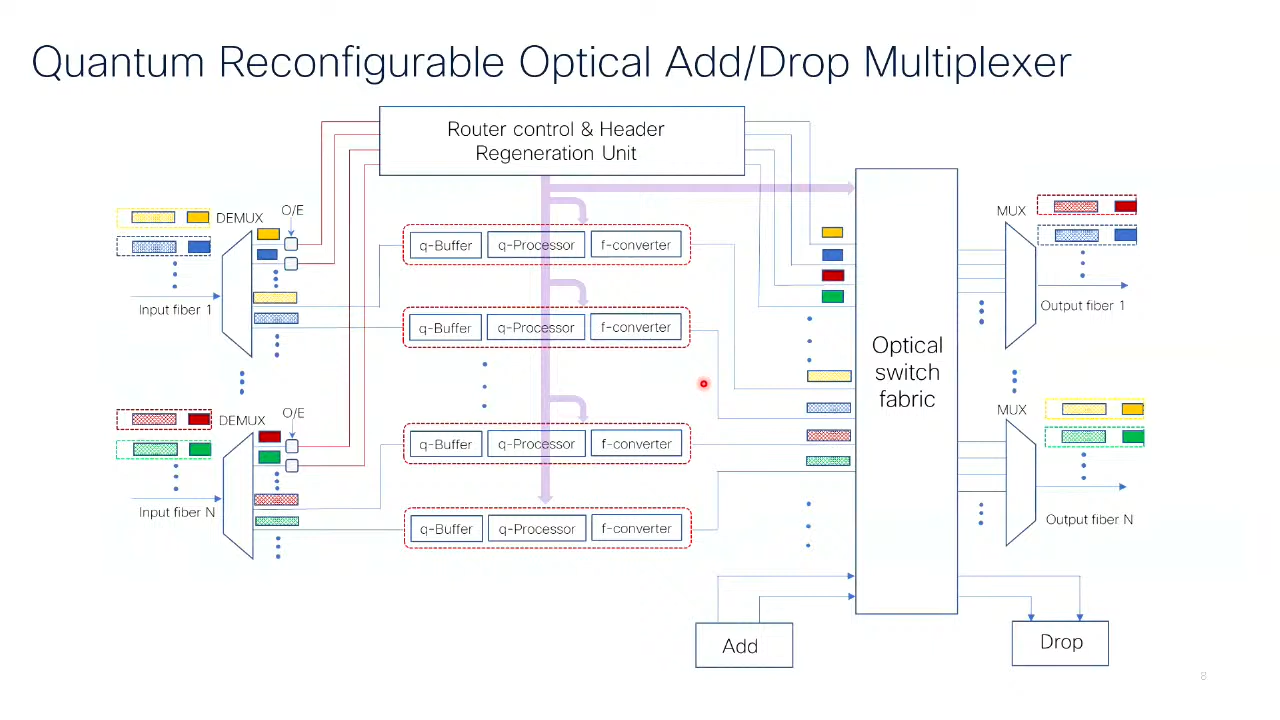 Quantum Reconfigurable Optical Add/Drop Multiplexer
Router control & Header
Regeneration Unit
DEMUX
O/E
Input fiber 1
q-Buffer
q-Processor
f-converter
q-Buffer
q-Processor
f-converter
DEMUX
O/E
Input fiber N
q-Buffer
q-Processor
f-converter
q-Buffer
q-Processor
f-converter
Optical
switch
fabric
MUX
Output fiber 1
MUX
Output fiber N
Add
Drop
8